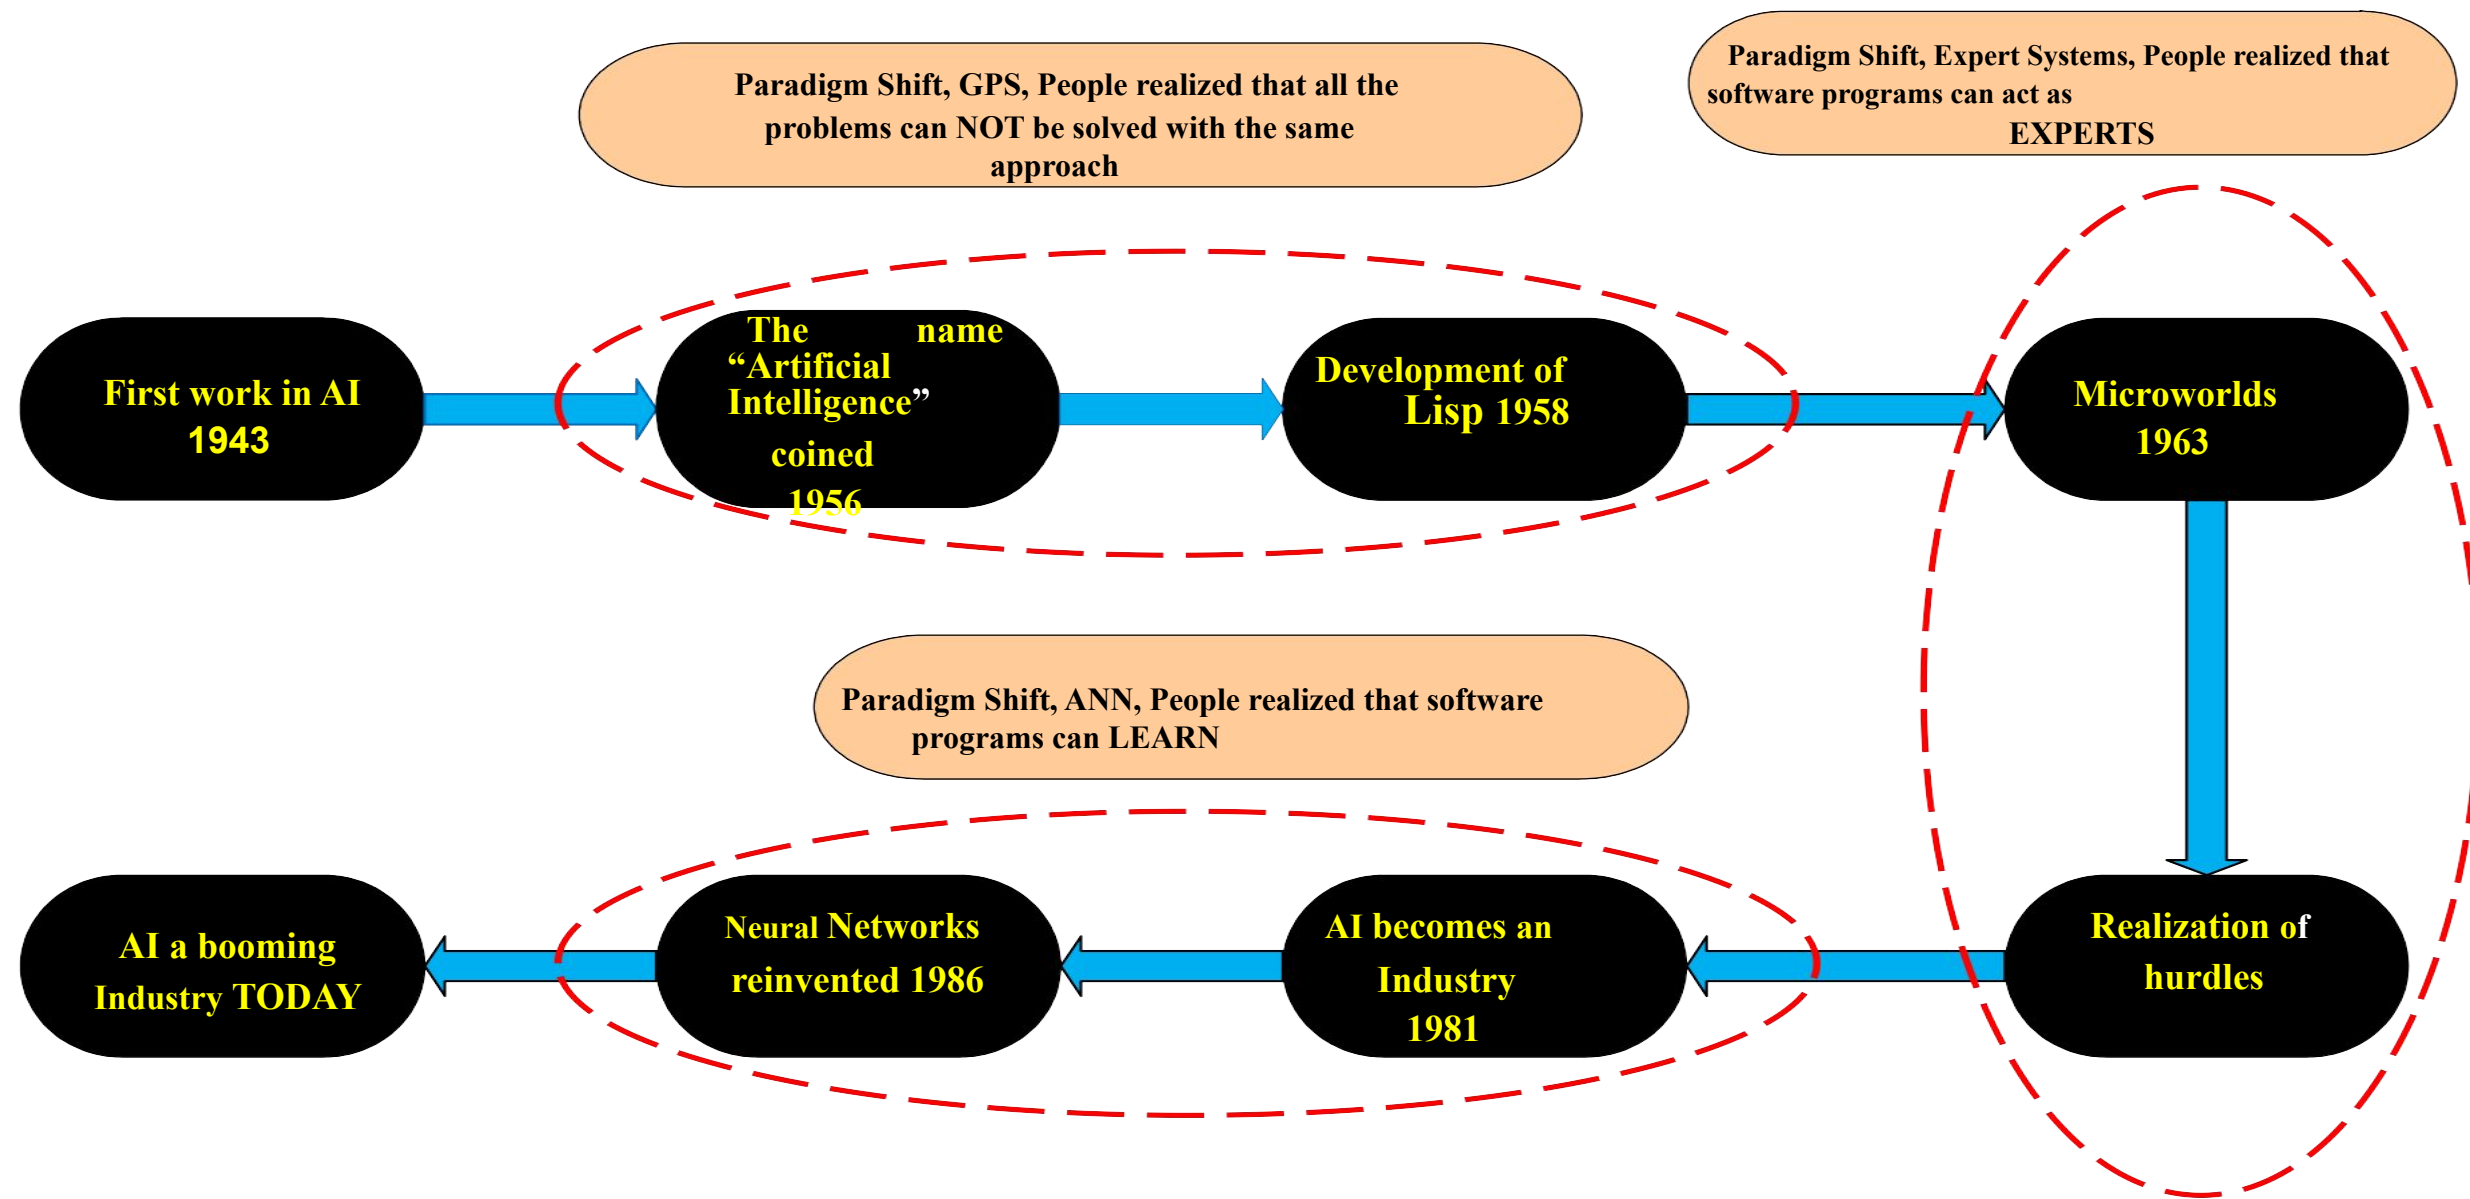 Paradigm Shift, GPS, People realized that all the
problems can NOT be solved with the same
approach
Paradigm Shift, Expert Systems, People realized that
software programs can act as
EXPERTS
First work in AI
1943
The name
“Artificial
Intelligence”
coined
1956
Development of
Lisp 1958
Microworlds
1963
Paradigm Shift, ANN, People realized that software
programs can LEARN
AI a booming
Industry TODAY
Neural Networks
reinvented 1986
AI becomes an
Industry
1981
Realization of
hurdles